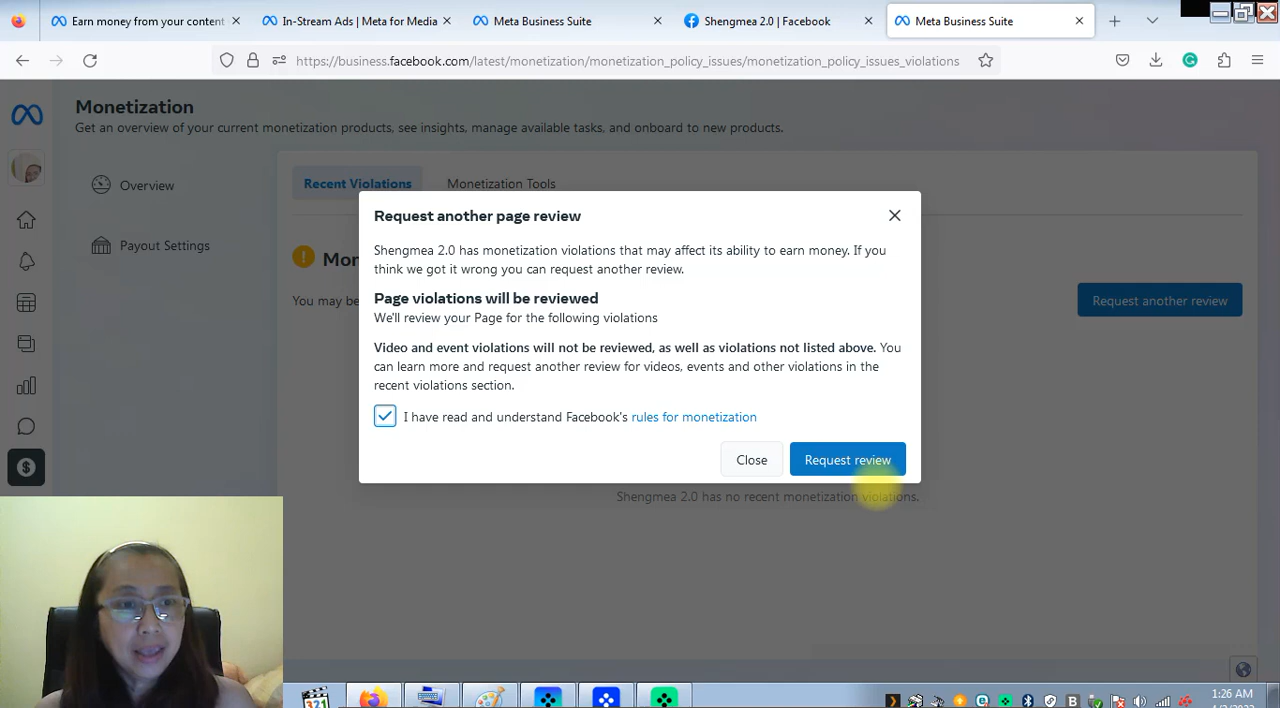 Earn money from your content
In-Stream Ads | Meta for Media
Meta Business Suite
Shengmea 2.0 | Facebook
Meta Business Suite
https://business.facebook.com/latest/monetization/monetization_policy_issues/monetization_policy_issues_violations
Monetization
Get an overview of your current monetization products, see insights, manage available tasks, and onboard to new products.
Overview
Payout Settings
Recent Violations
Monetization Tools
Mon
You may be
Request another review
Request another page review
Shengmea 2.0 has monetization violations that may affect its ability to earn money. If you
think we got it wrong you can request another review.
Page violations will be reviewed
We'll review your Page for the following violations
Video and event violations will not be reviewed, as well as violations not listed above. You
can learn more and request another review for videos, events and other violations in the
recent violations section.
I have read and understand Facebook's rules for monetization
Close
Request review
Shengmea 2.0 has no recent monetization violations.
321
1:26 AM